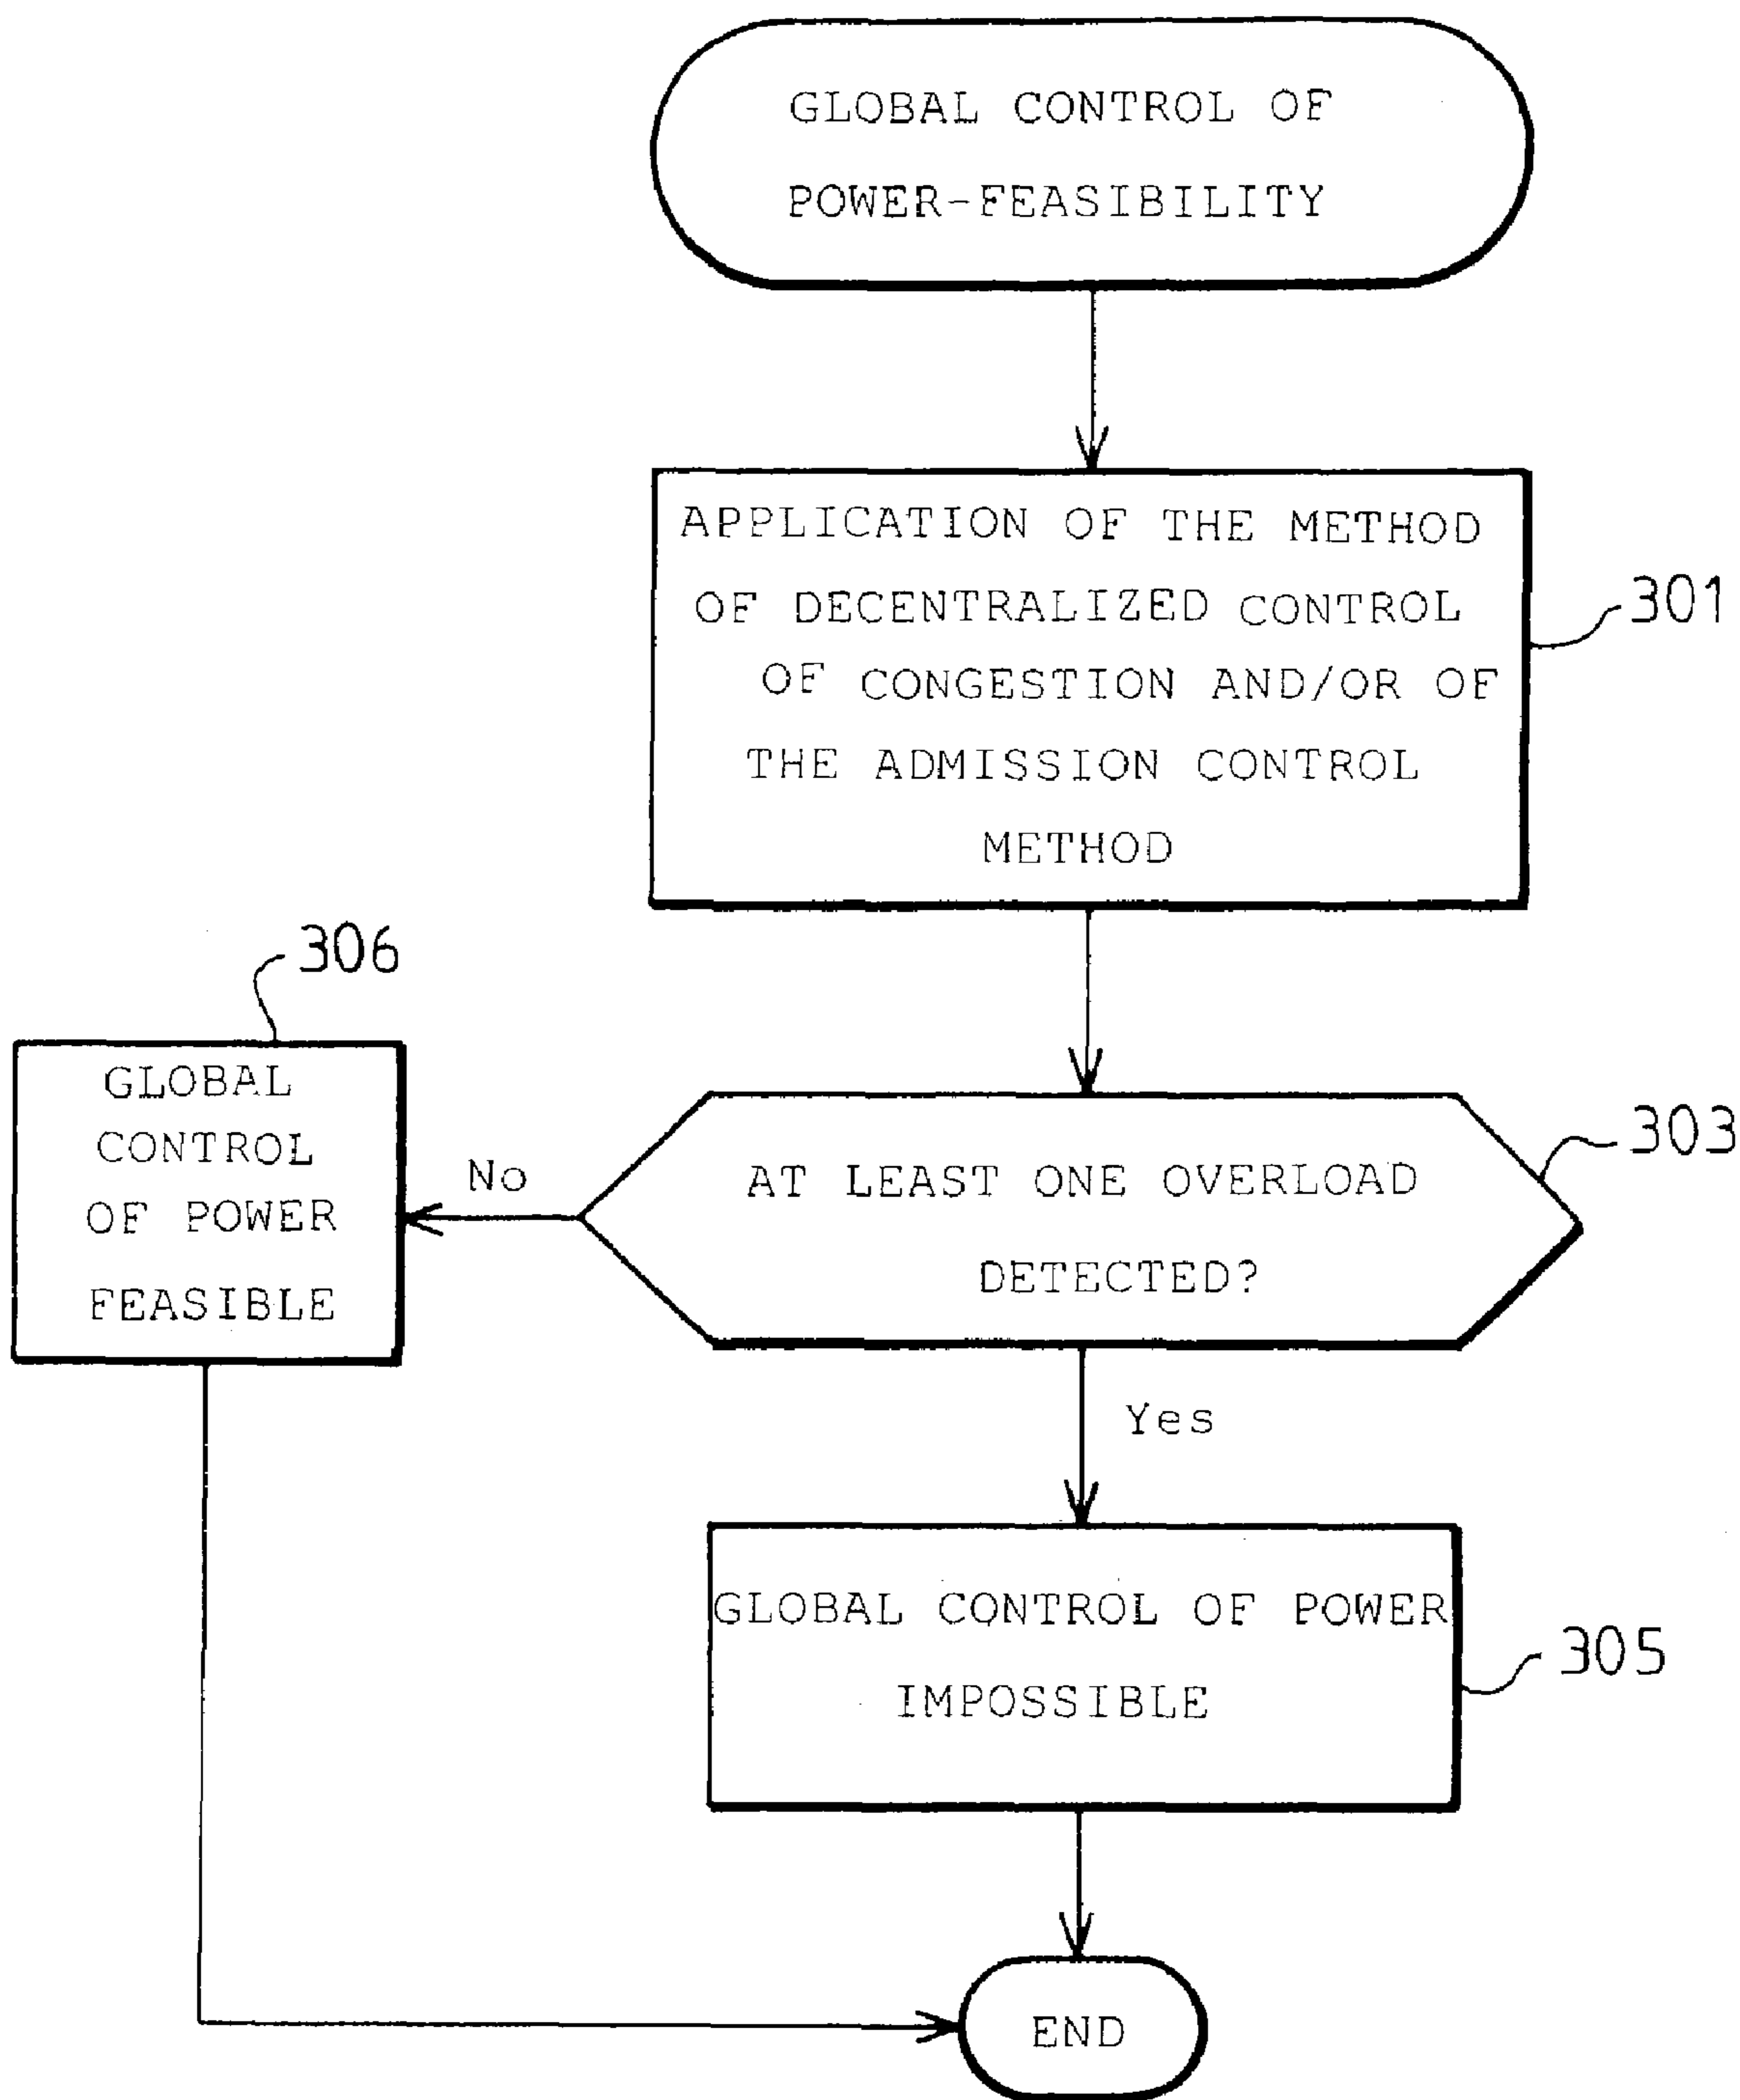 GLOBAL CONTROL OF
POWER-FEASIBILITY
APPLICATION OF THE METHOD
OF DECENTRALIZED CONTROL
OF CONGESTION AND/OR OF
THE ADMISSION CONTROL
METHOD
301
306
GLOBAL
CONTROL
OF POWER
FEASIBLE
No
AT LEAST ONE OVERLOAD
DETECTED?
303
Yes
GLOBAL CONTROL OF POWER
IMPOSSIBLE
305
END